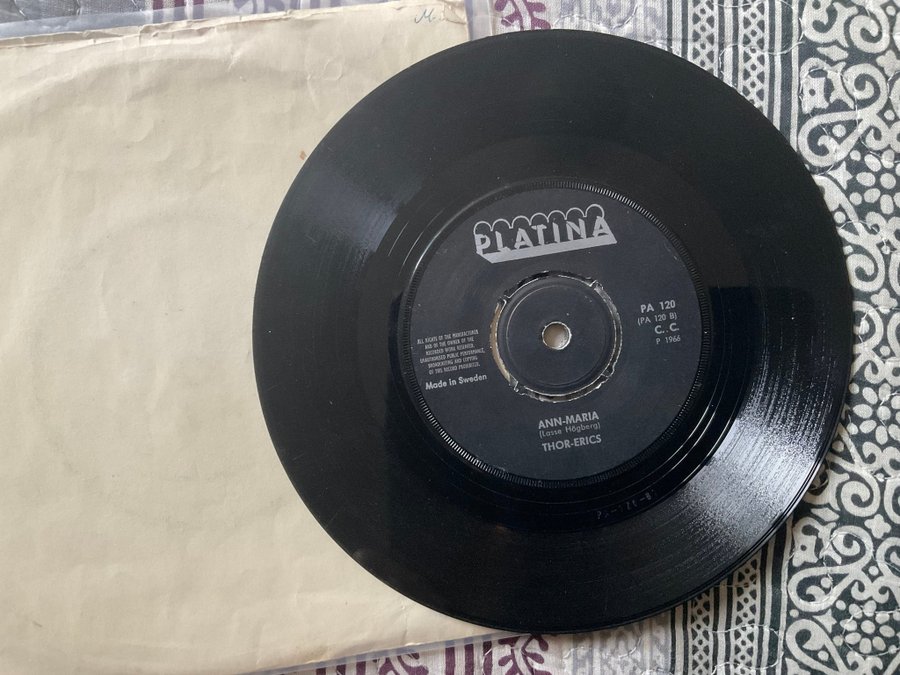 PLATINA
PA 120
(PA 120 B)
C. C.
P 1966
ALL RIGHTS OF THE MANUFACTURER
AND OF THE OWNER OF THE
RECORDED WORK RESERVED.
UNAUTHORISED PUBLIC PERFORMANCE,
BROADCASTING AND COPYING
OF THIS RECORD PROHIBITED.
Made in Sweden
ANN-MARIA
(Lasse Högberg)
THOR-ERICS